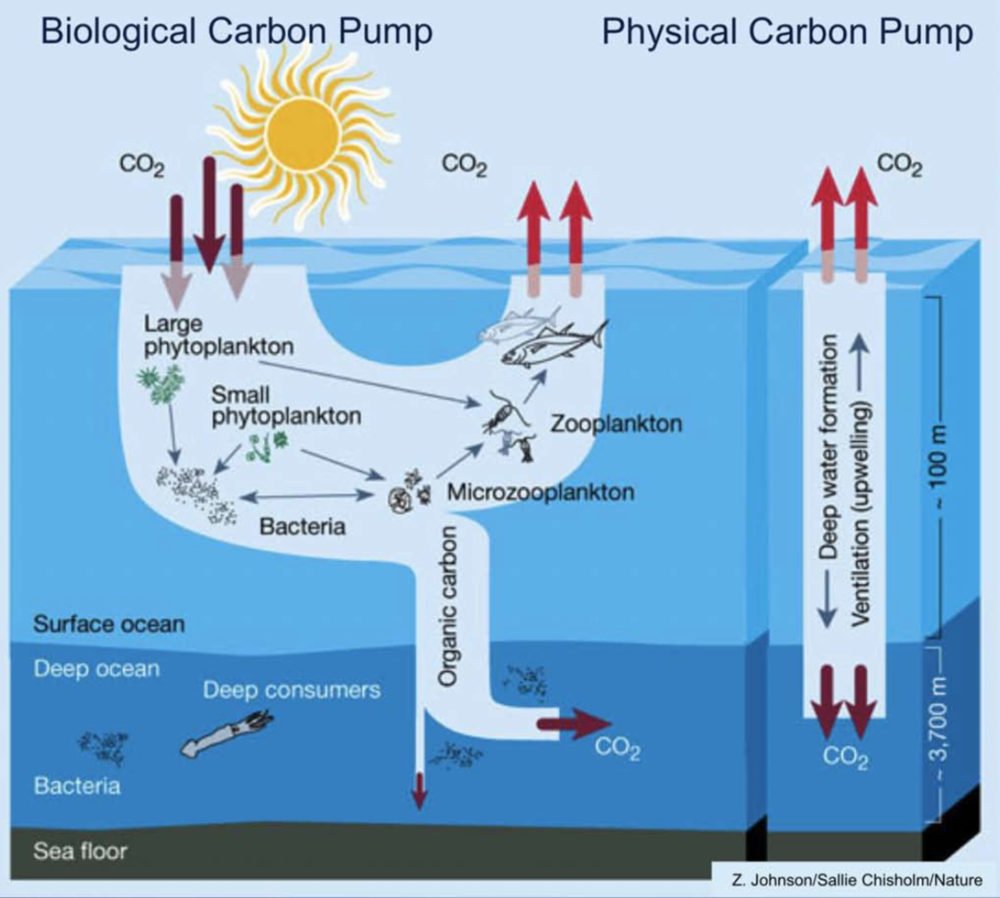 Biological Carbon Pump
Physical Carbon Pump
CO₂
CO₂
CO₂
Large
phytoplankton
Small
phytoplankton
Zooplankton
Microzooplankton
Bacteria
Organic carbon
Deep water formation
Ventilation (upwelling)
~ 100 m
Surface ocean
Deep ocean
Deep consumers
CO₂
CO₂
~ 3,700 m
Bacteria
Sea floor
Z. Johnson/Sallie Chisholm/Nature